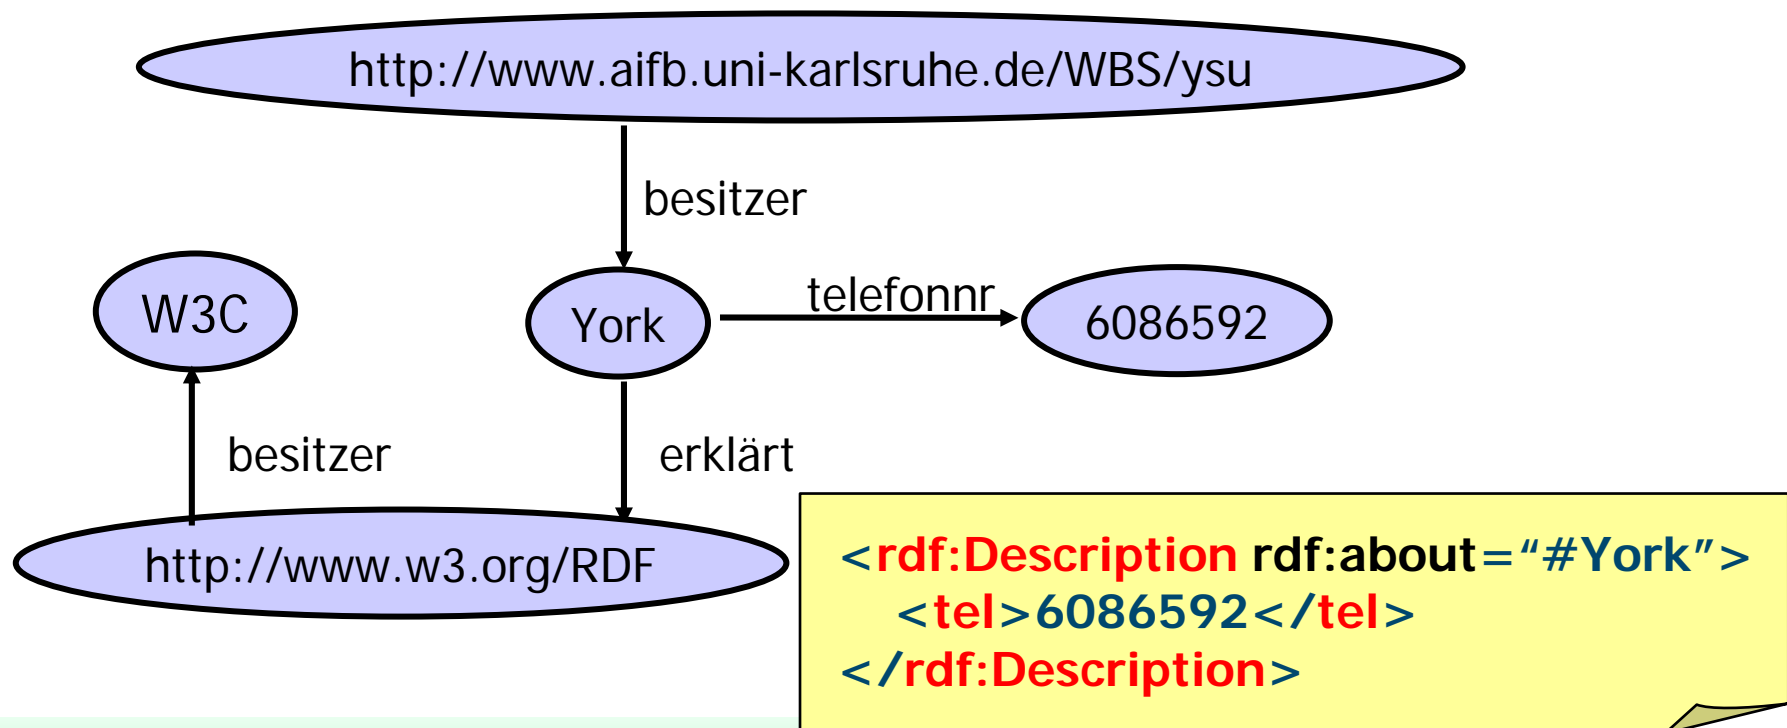 http://www.aifb.uni-karlsruhe.de/WBS/ysu
besitzer
W3C
York
telefonnr
6086592
besitzer
erklärt
http://www.w3.org/RDF
<rdf:Description rdf:about=“#York”>
<tel>6086592</tel>
</rdf:Description>